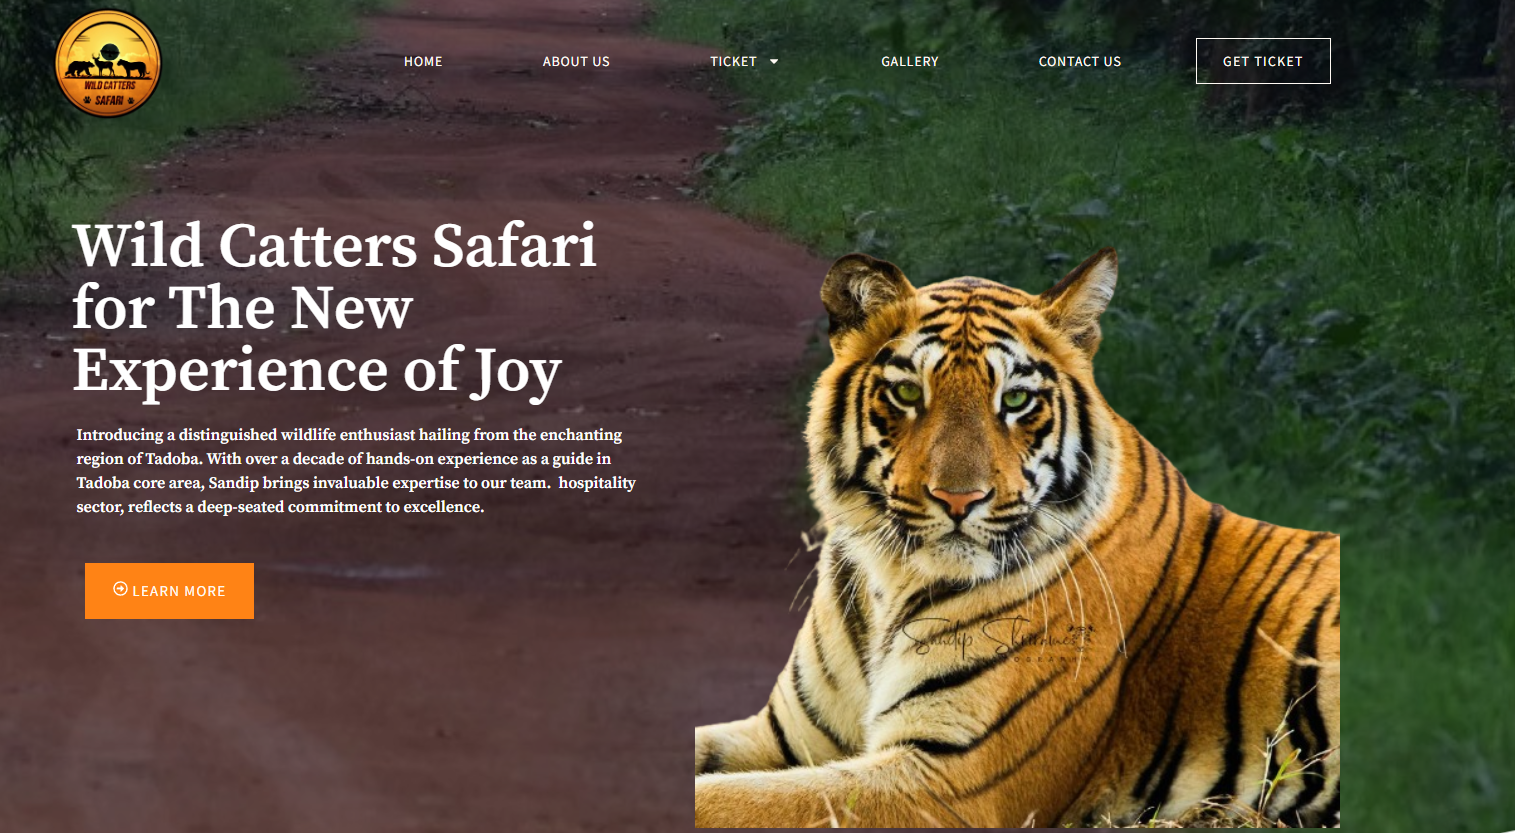 WILD CATTERS
SAFARI
HOME
ABOUT US
TICKET
GALLERY
CONTACT US
GET TICKET
Wild Catters Safari
for The New
Experience of Joy
Introducing a distinguished wildlife enthusiast hailing from the enchanting
region of Tadoba. With over a decade of hands-on experience as a guide in
Tadoba core area, Sandip brings invaluable expertise to our team.  hospitality
sector, reflects a deep-seated commitment to excellence.
LEARN MORE
Sandip